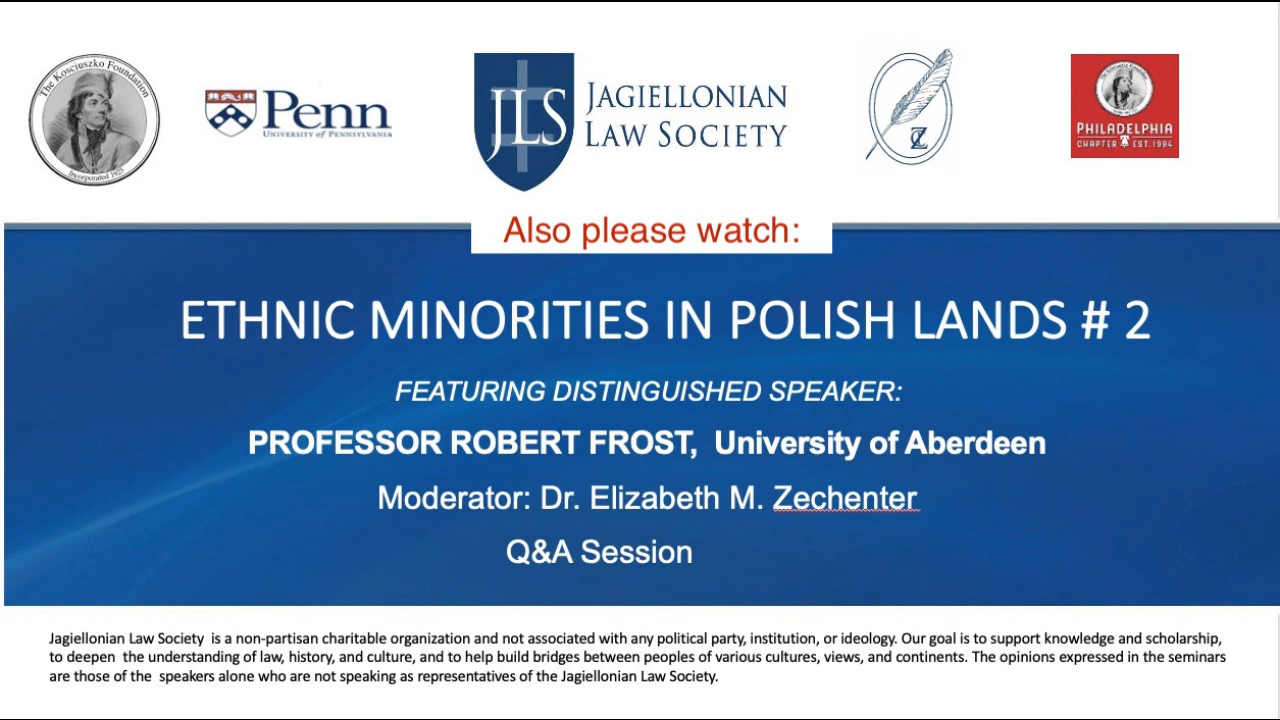 The Kosciuszko Foundation
Incorporated 1925
Penn
UNIVERSITY of PENNSYLVANIA
JLS
JAGIELLONIAN
LAW SOCIETY
PHILADELPHIA
CHAPTER EST. 1994
Also please watch:
ETHNIC MINORITIES IN POLISH LANDS # 2
FEATURING DISTINGUISHED SPEAKER:
PROFESSOR ROBERT FROST, University of Aberdeen
Moderator: Dr. Elizabeth M. Zechenter
Q&A Session
Jagiellonian Law Society is a non-partisan charitable organization and not associated with any political party, institution, or ideology. Our goal is to support knowledge and scholarship,
to deepen the understanding of law, history, and culture, and to help build bridges between peoples of various cultures, views, and continents. The opinions expressed in the seminars
are those of the speakers alone who are not speaking as representatives of the Jagiellonian Law Society.